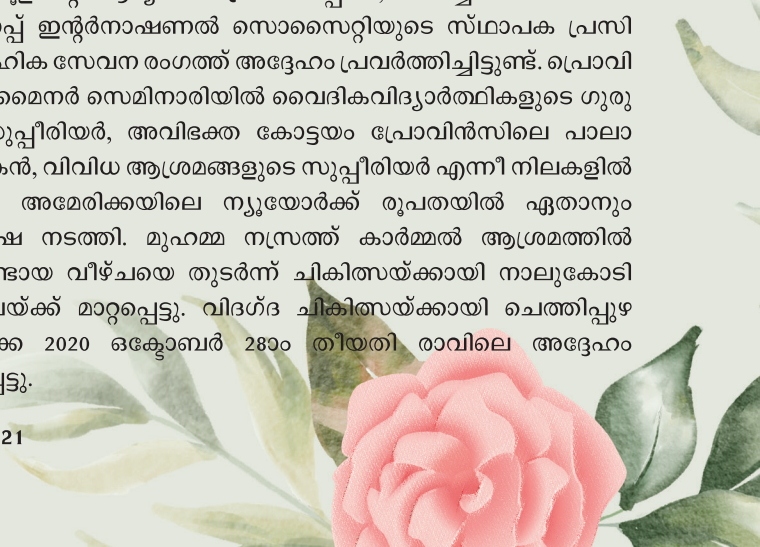 പ്പ് ഇന്റർനാഷണൽ സൊസൈറ്റിയുടെ സ്ഥാപക പ്രസി
ഹിക സേവന രംഗത്ത് അദ്ദേഹം പ്രവർത്തിച്ചിട്ടുണ്ട്. പ്രൊവി
മൈനർ സെമിനാരിയിൽ വൈദികവിദ്യാർത്ഥികളുടെ ഗുരു
സുപ്പീരിയർ, അവിഭക്ത കോട്ടയം പ്രോവിൻസിലെ പാലാ
കൻ, വിവിധ ആശ്രമങ്ങളുടെ സുപ്പീരിയർ എന്നീ നിലകളിൽ
അമേരിക്കയിലെ ന്യൂയോർക്ക് രൂപതയിൽ ഏതാനും
ഷ നടത്തി. മുഹമ്മ നസ്രത്ത് കാർമ്മൽ ആശ്രമത്തിൽ
ണ്ടായ വീഴ്ചയെ തുടർന്ന് ചികിത്സയ്ക്കായി നാലുകോടി
യ്ക്ക് മാറ്റപ്പെട്ടു. വിദഗ്ദ ചികിത്സയ്ക്കായി ചെത്തിപ്പുഴ
ക്കെ 2020 ഒക്ടോബർ 28ാം തീയതി രാവിലെ അദ്ദേഹം
പ്പെട്ടു.
21